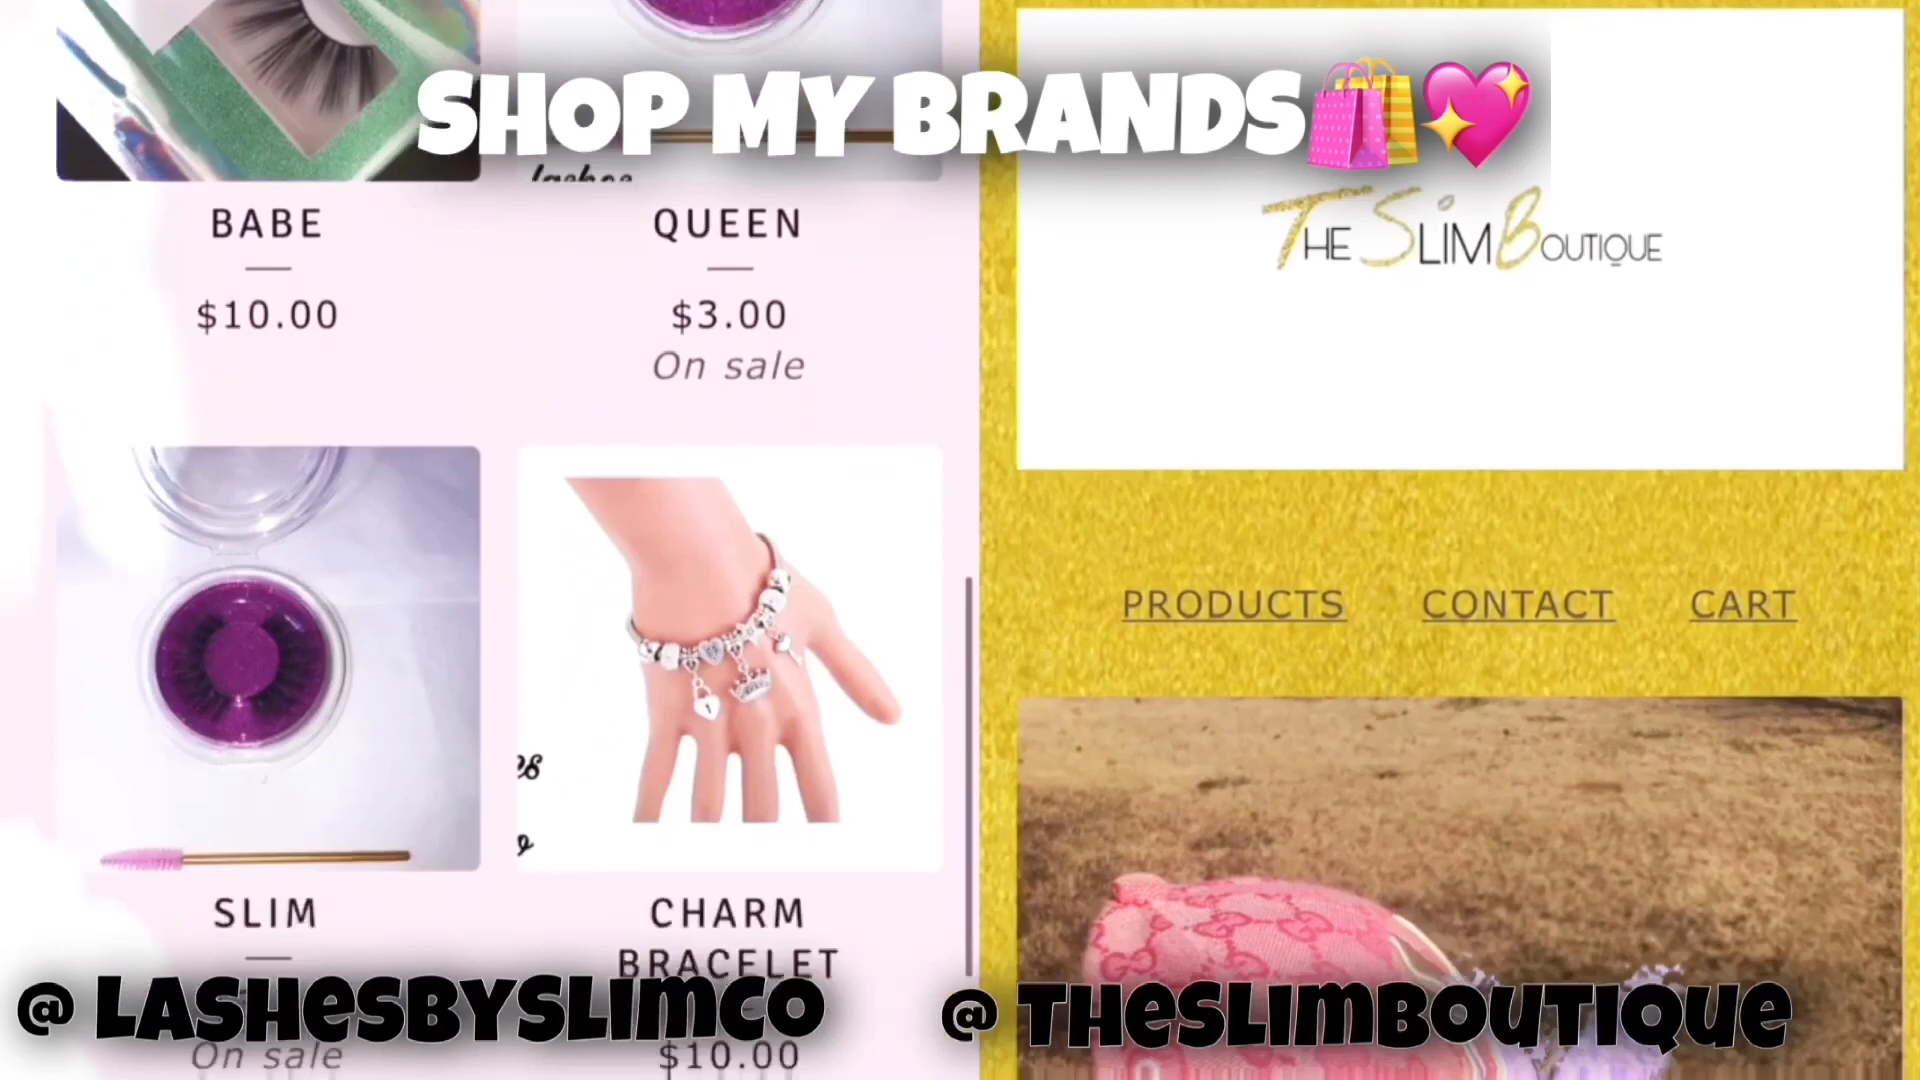 SHOP MY BRANDS🛍️💖
lashes
BABE
$10.00
QUEEN
$3.00
On sale
THE SLIM BOUTIQUE
PRODUCTS CONTACT CART
SLIM
On sale
CHARM
BRACELET
$10.00
@ LASHESBYSLIMCO
@ THESLIMBOUTIQUE